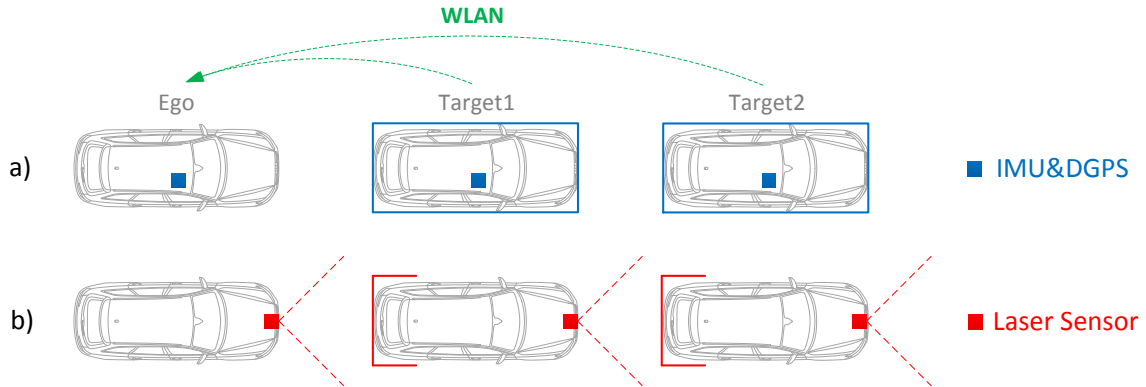 WLAN
Ego
Target1
Target2
a)
IMU&DGPS
b)
Laser Sensor